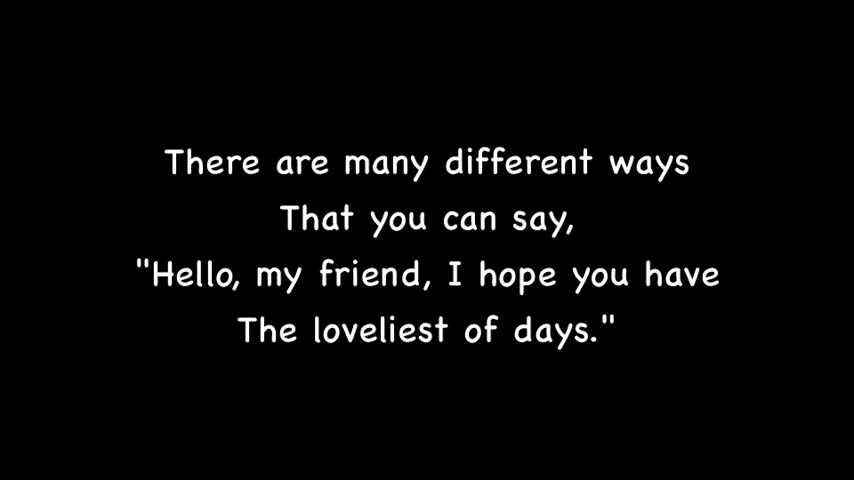 There are many different ways
That you can say,
"Hello, my friend, I hope you have
The loveliest of days."